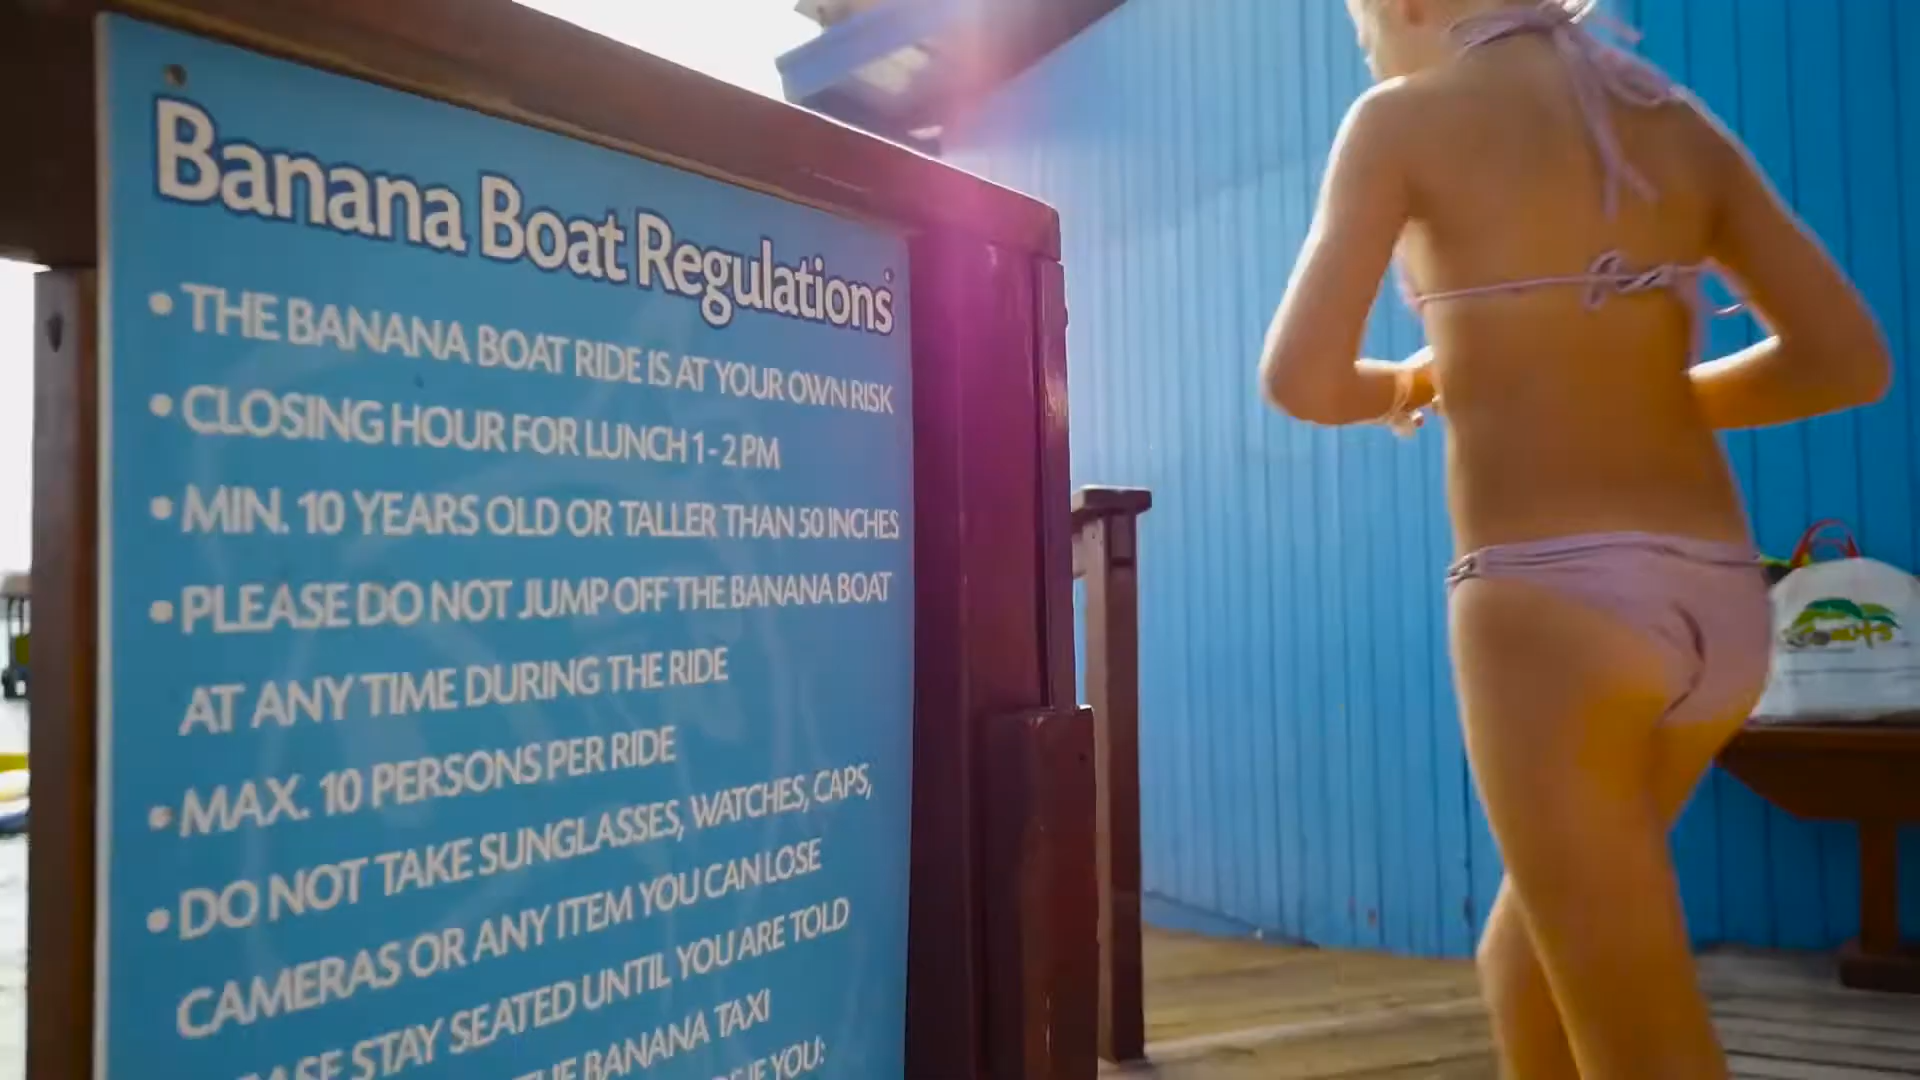 Banana Boat Regulations
• THE BANANA BOAT RIDE IS AT YOUR OWN RISK
• CLOSING HOUR FOR LUNCH 1 - 2 PM
• MIN. 10 YEARS OLD OR TALLER THAN 50 INCHES
• PLEASE DO NOT JUMP OFF THE BANANA BOAT
AT ANY TIME DURING THE RIDE
• MAX. 10 PERSONS PER RIDE
• DO NOT TAKE SUNGLASSES, WATCHES, CAPS,
CAMERAS OR ANY ITEM YOU CAN LOSE
STAY SEATED UNTIL YOU ARE TOLD
THE BANANA TAXI
IF YOU: